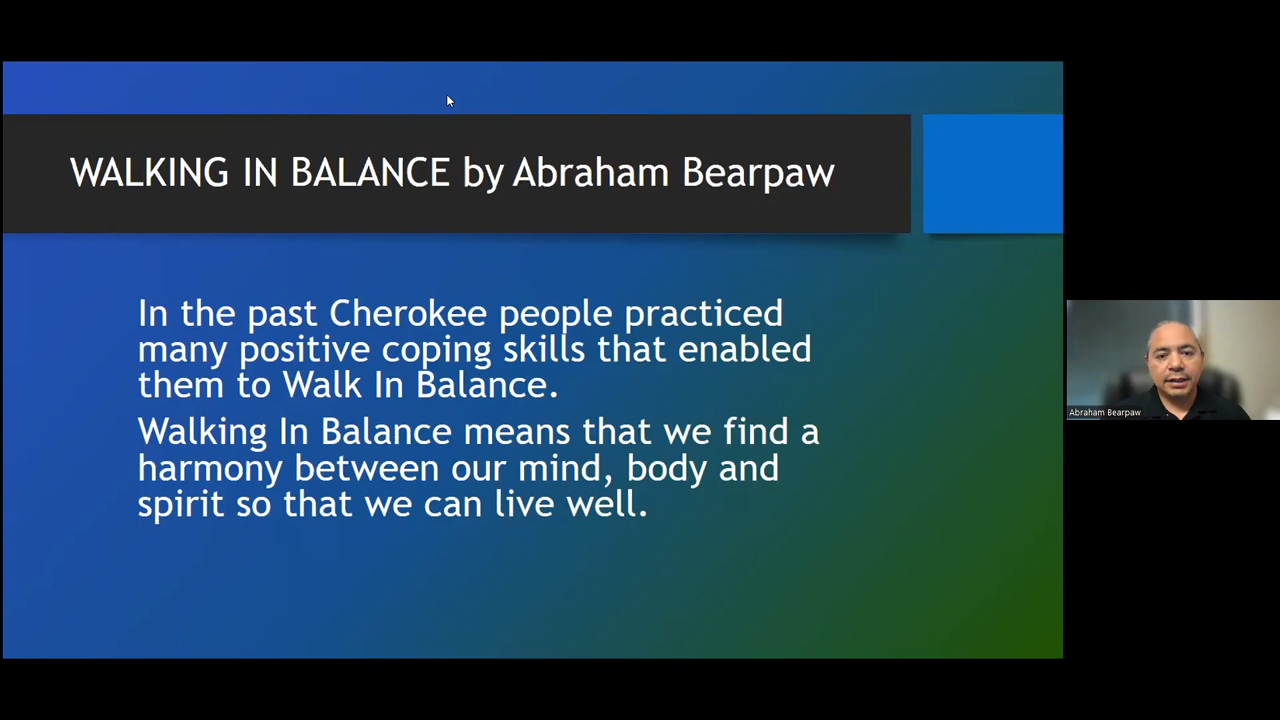 WALKING IN BALANCE by Abraham Bearpaw
In the past Cherokee people practiced
many positive coping skills that enabled
them to Walk In Balance.
Walking In Balance means that we find a
harmony between our mind, body and
spirit so that we can live well.
Abraham Bearpaw